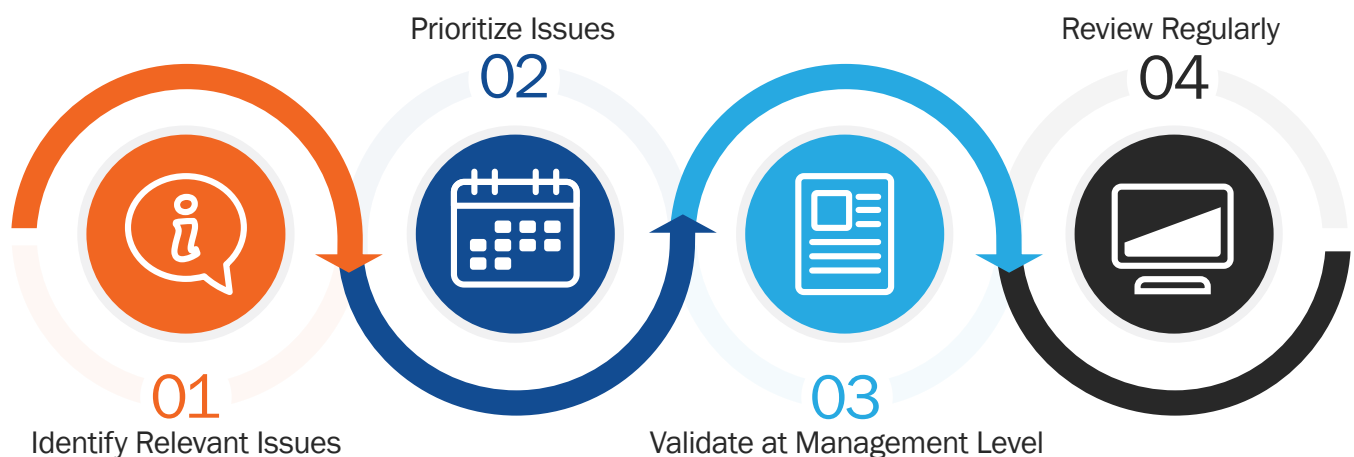 01
Identify Relevant Issues
Prioritize Issues
02
03
Validate at Management Level
Review Regularly
04